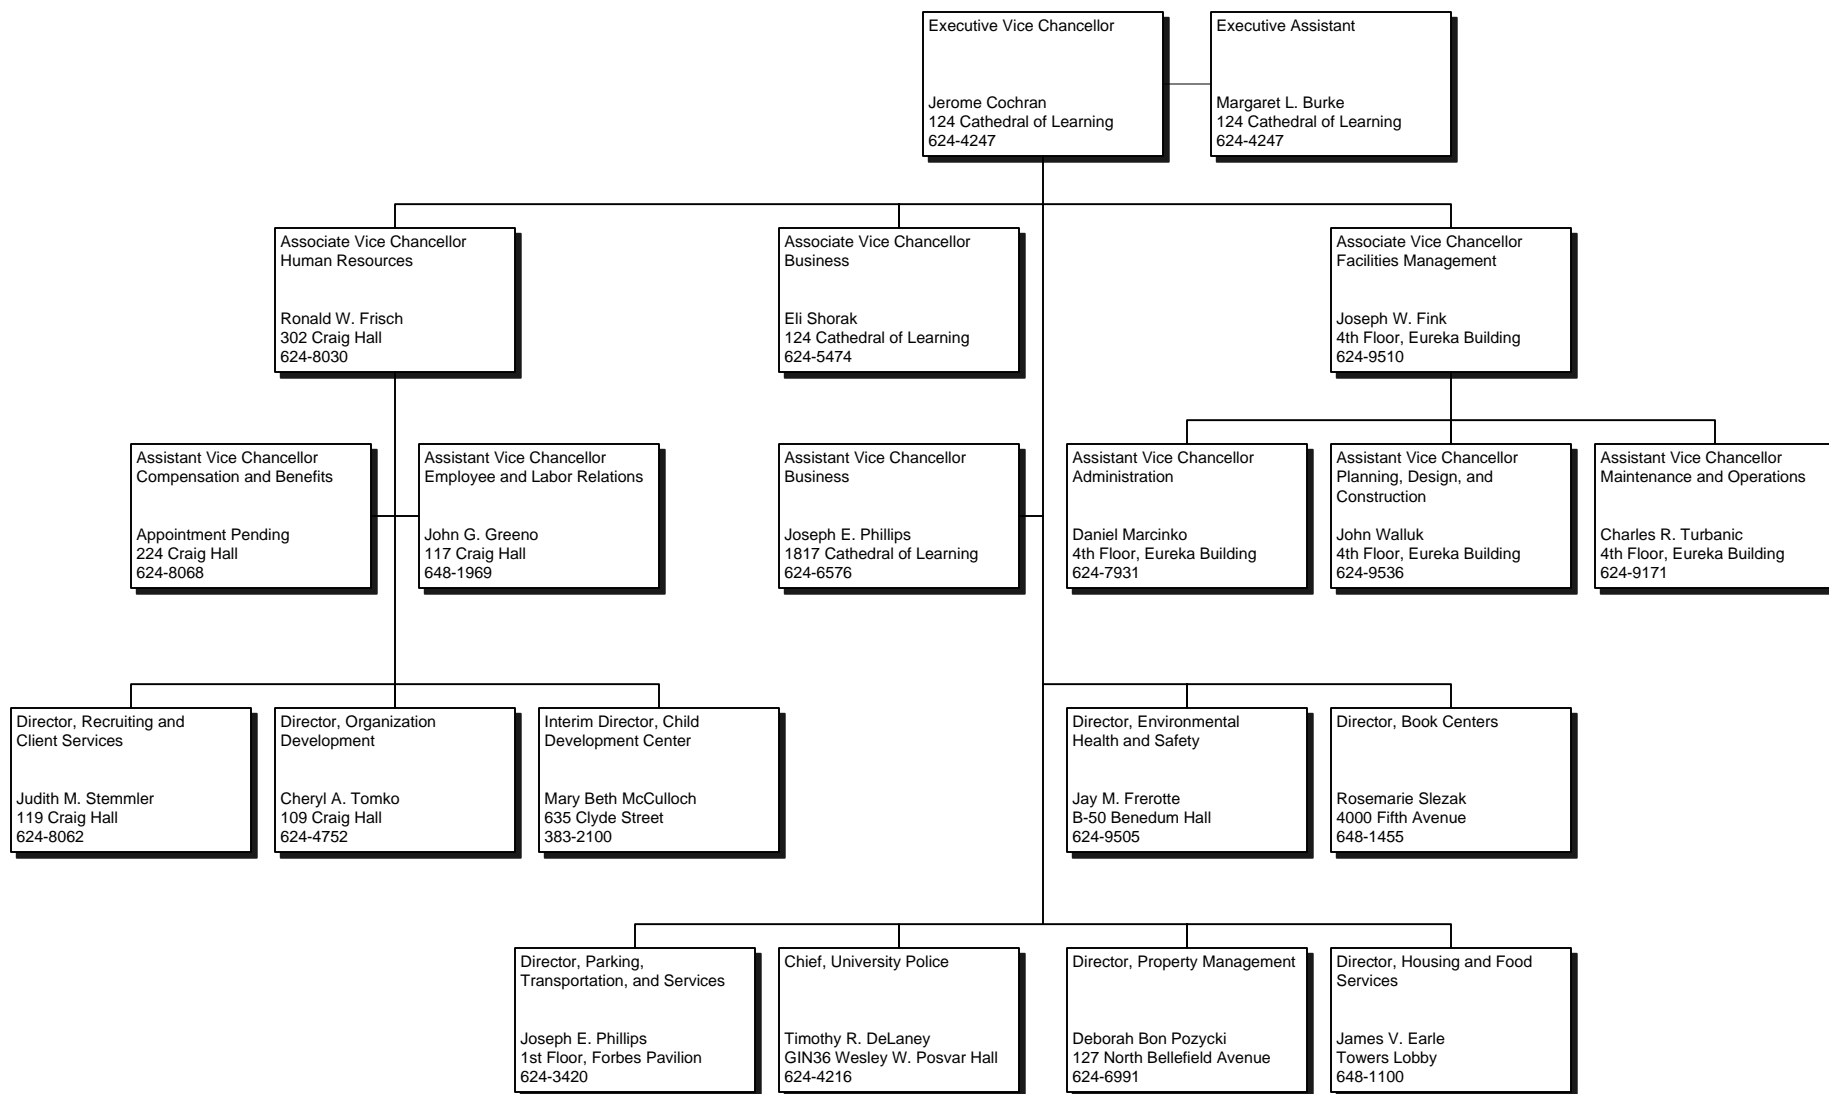 Executive Vice Chancellor
Jerome Cochran
124 Cathedral of Learning
624-4247
Executive Assistant
Margaret L. Burke
124 Cathedral of Learning
624-4247
Associate Vice Chancellor
Human Resources
Ronald W. Frisch
302 Craig Hall
624-8030
Associate Vice Chancellor
Business
Eli Shorak
124 Cathedral of Learning
624-5474
Associate Vice Chancellor
Facilities Management
Joseph W. Fink
4th Floor, Eureka Building
624-9510
Assistant Vice Chancellor
Compensation and Benefits
Appointment Pending
224 Craig Hall
624-8068
Assistant Vice Chancellor
Employee and Labor Relations
John G. Greeno
117 Craig Hall
648-1969
Assistant Vice Chancellor
Business
Joseph E. Phillips
1817 Cathedral of Learning
624-6576
Assistant Vice Chancellor
Administration
Daniel Marcinko
4th Floor, Eureka Building
624-7931
Assistant Vice Chancellor
Planning, Design, and
Construction
John Walluk
4th Floor, Eureka Building
624-9536
Assistant Vice Chancellor
Maintenance and Operations
Charles R. Turbanic
4th Floor, Eureka Building
624-9171
Director, Recruiting and
Client Services
Judith M. Stemmler
119 Craig Hall
624-8062
Director, Organization
Development
Cheryl A. Tomko
109 Craig Hall
624-4752
Interim Director, Child
Development Center
Mary Beth McCulloch
635 Clyde Street
383-2100
Director, Environmental
Health and Safety
Jay M. Frerotte
B-50 Benedum Hall
624-9505
Director, Book Centers
Rosemarie Slezak
4000 Fifth Avenue
648-1455
Director, Parking,
Transportation, and Services
Joseph E. Phillips
1st Floor, Forbes Pavilion
624-3420
Chief, University Police
Timothy R. DeLaney
GIN36 Wesley W. Posvar Hall
624-4216
Director, Property Management
Deborah Bon Pozycki
127 North Bellefield Avenue
624-6991
Director, Housing and Food
Services
James V. Earle
Towers Lobby
648-1100